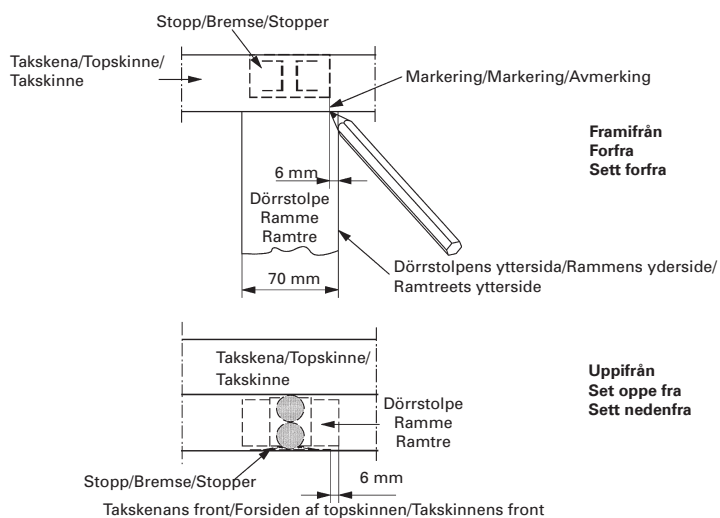 Stopp/Bremse/Stopper
Takskena/Topskinne/
Takskinne
Markering/Markering/Avmerking
Framifrån
Forfra
Sett forfra
6 mm
Dörrstolpe
Ramme
Ramtre
Dörrstolpens yttersida/Rammens yderside/
Ramtreets ytterside
70 mm
Takskena/Topskinne/
Takskinne
Uppifrån
Set oppe fra
Sett nedenfra
Dörrstolpe
Ramme
Ramtre
Stopp/Bremse/Stopper
6 mm
Takskenans front/Forsiden af topskinnen/Takskinnens front